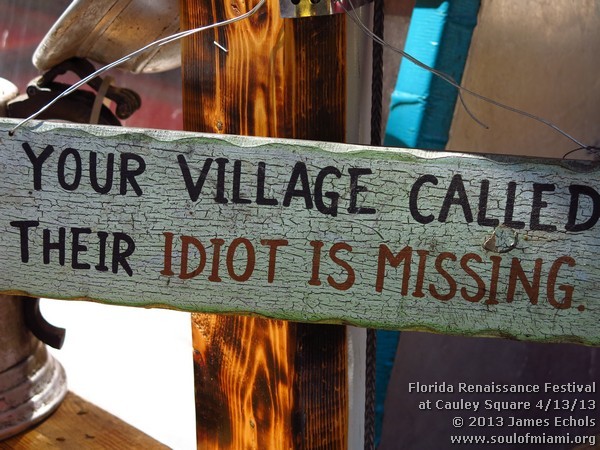 YOUR VILLAGE CALLED
THEIR IDIOT IS MISSING.
Florida Renaissance Festival
at Cauley Square 4/13/13
© 2013 James Echols
www.soulofmiami.org